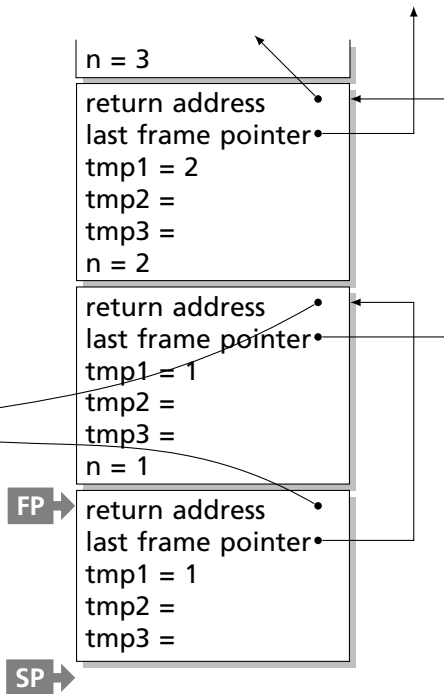 n = 3
return address
last frame pointer
tmp1 = 2
tmp2 =
tmp3 =
n = 2
return address
last frame pointer
tmp1 = 1
tmp2 =
tmp3 =
n = 1
FP
return address
last frame pointer
tmp1 = 1
tmp2 =
tmp3 =
SP